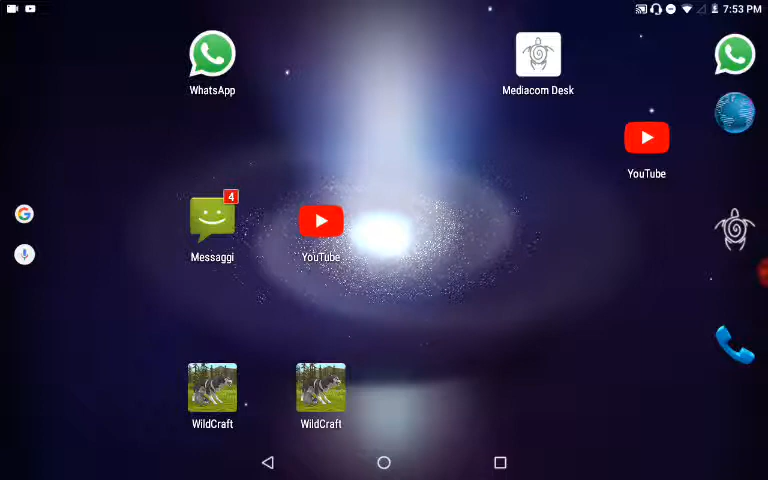 7:53 PM
WhatsApp
Mediacom Desk
YouTube
4
Messaggi
YouTube
WildCraft
WildCraft